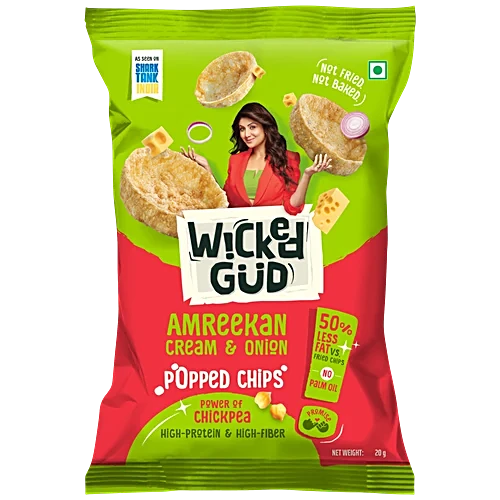 AS SEEN ON
SHARK
TANK
INDIA
Not Fried,
Not Baked.
Wicked
GÜD
AMREEKAN
CREAM & ONION
POPPED CHIPS
POWER OF
CHICKPEA
HIGH-PROTEIN & HIGH-FIBER
50%
LESS
FAT VS.
FRIED CHIPS
NO
PALM OIL
PROMISE
NET WEIGHT: 20 g